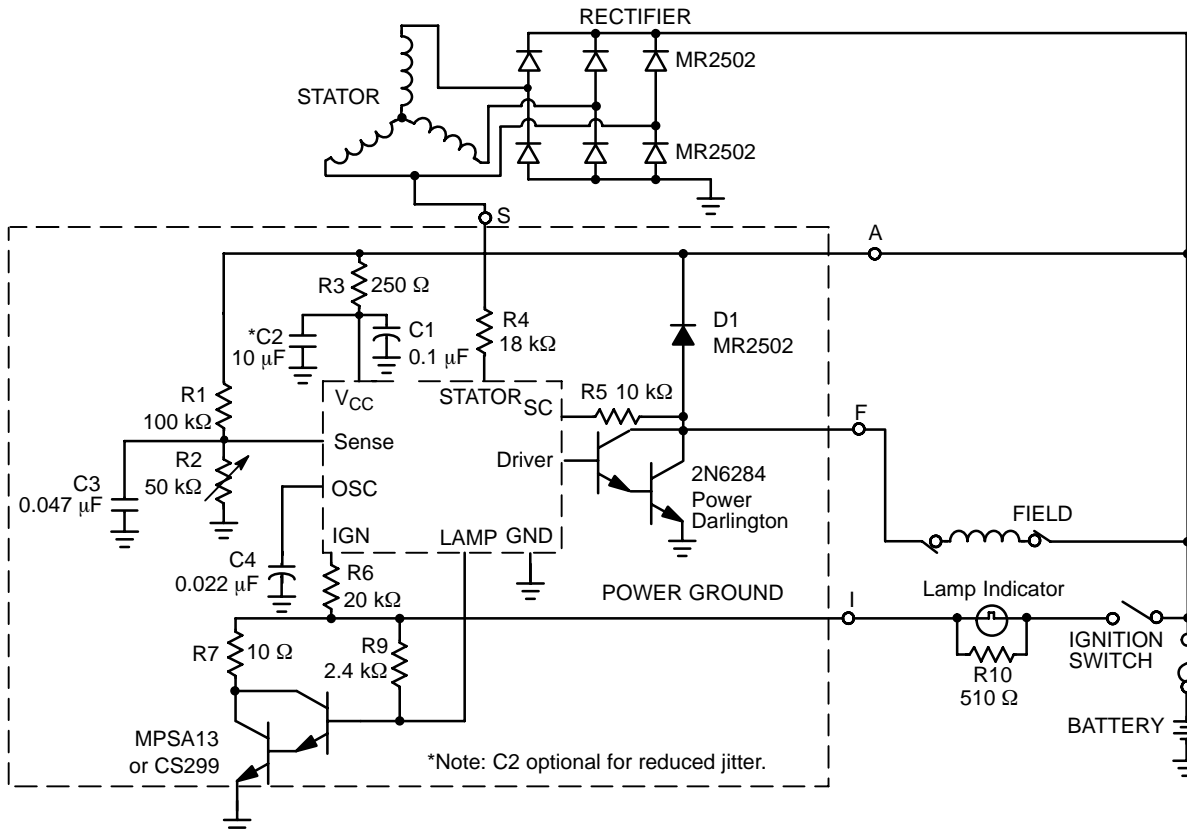 RECTIFIER
MR2502
STATOR
MR2502
S
A
R3
250 Ω
*C2
10 μF
C1
0.1 μF
R4
18 kΩ
D1
MR2502
R1
100 kΩ
VCC
STATOR
SC
R5 10 kΩ
F
Sense
Driver
R2
50 kΩ
C3
0.047 μF
OSC
2N6284
Power
Darlington
IGN
LAMP
GND
FIELD
C4
0.022 μF
R6
20 kΩ
POWER GROUND
I
Lamp Indicator
R7
10 Ω
R9
2.4 kΩ
R10
510 Ω
IGNITION
SWITCH
MPSA13
or CS299
BATTERY
*Note: C2 optional for reduced jitter.